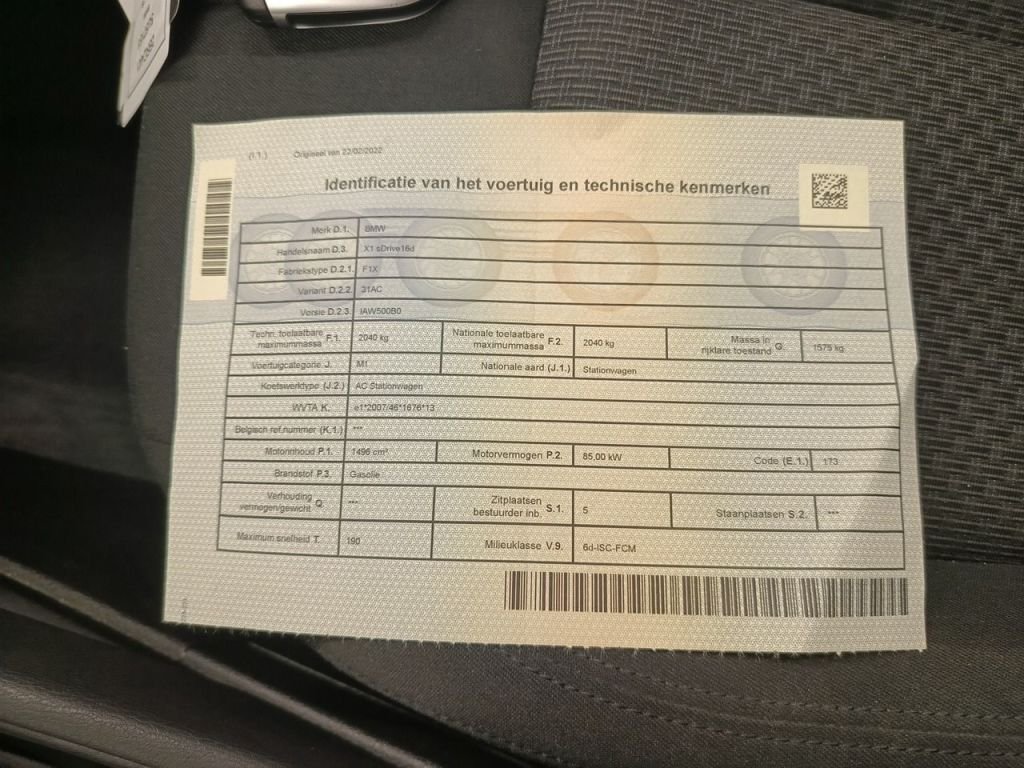 (I.1.) Origineel van 22/02/2022
Identificatie van het voertuig en technische kenmerken
Merk D.1. BMW
Handelsnaam D.3. X1 sDrive16d
Fabriekstype D.2.1. F1X
Variant D.2.2. 31AC
Versie D.2.3. IAW500B0
Techn. toelaatbare maximummassa F.1. 2040 kg Nationale toelaatbare maximummassa F.2. 2040 kg Massa in rijklare toestand G 1575 kg
Voertuigcategorie J. M1 Nationale aard (J.1.) Stationwagen
Koetswerktype (J.2.) AC Stationwagen
WVTA K. e1*2007/46*1676*13
Belgisch ref.nummer (K.1.) ***
Motorinhoud P.1. 1496 cm³ Motorvermogen P.2. 85,00 kW Code (E.1.) 173
Brandstof P.3. Gasolie
Verhouding vermogen/gewicht Q. *** Zitplaatsen bestuurder inb. S.1. 5 Staanplaatsen S.2. ***
Maximum snelheid T. 190 Milieuklasse V.9. 6d-ISC-FCM